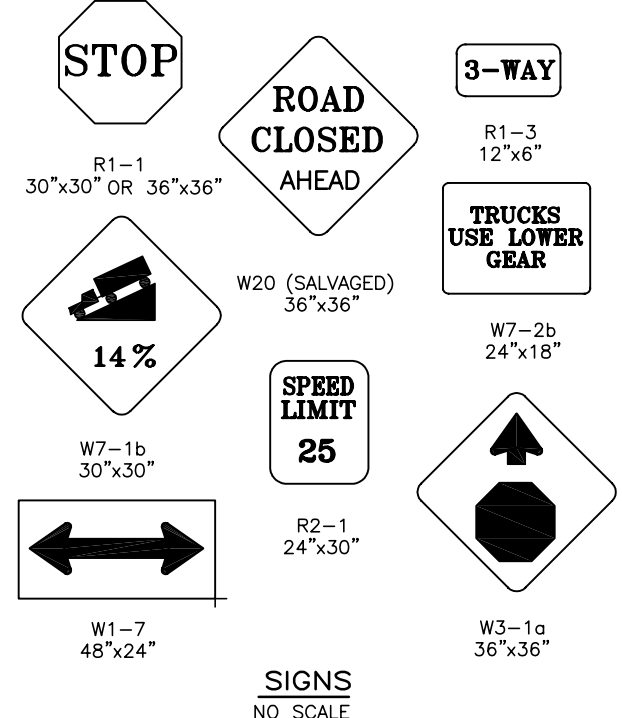 STOP
R1-1
30"x30" OR 36"x36"
ROAD
CLOSED
AHEAD
W20 (SALVAGED)
36"x36"
3-WAY
R1-3
12"x6"
TRUCKS
USE LOWER
GEAR
W7-2b
24"x18"
14%
W7-1b
30"x30"
SPEED
LIMIT
25
R2-1
24"x30"
W1-7
48"x24"
W3-1a
36"x36"
SIGNS
NO SCALE